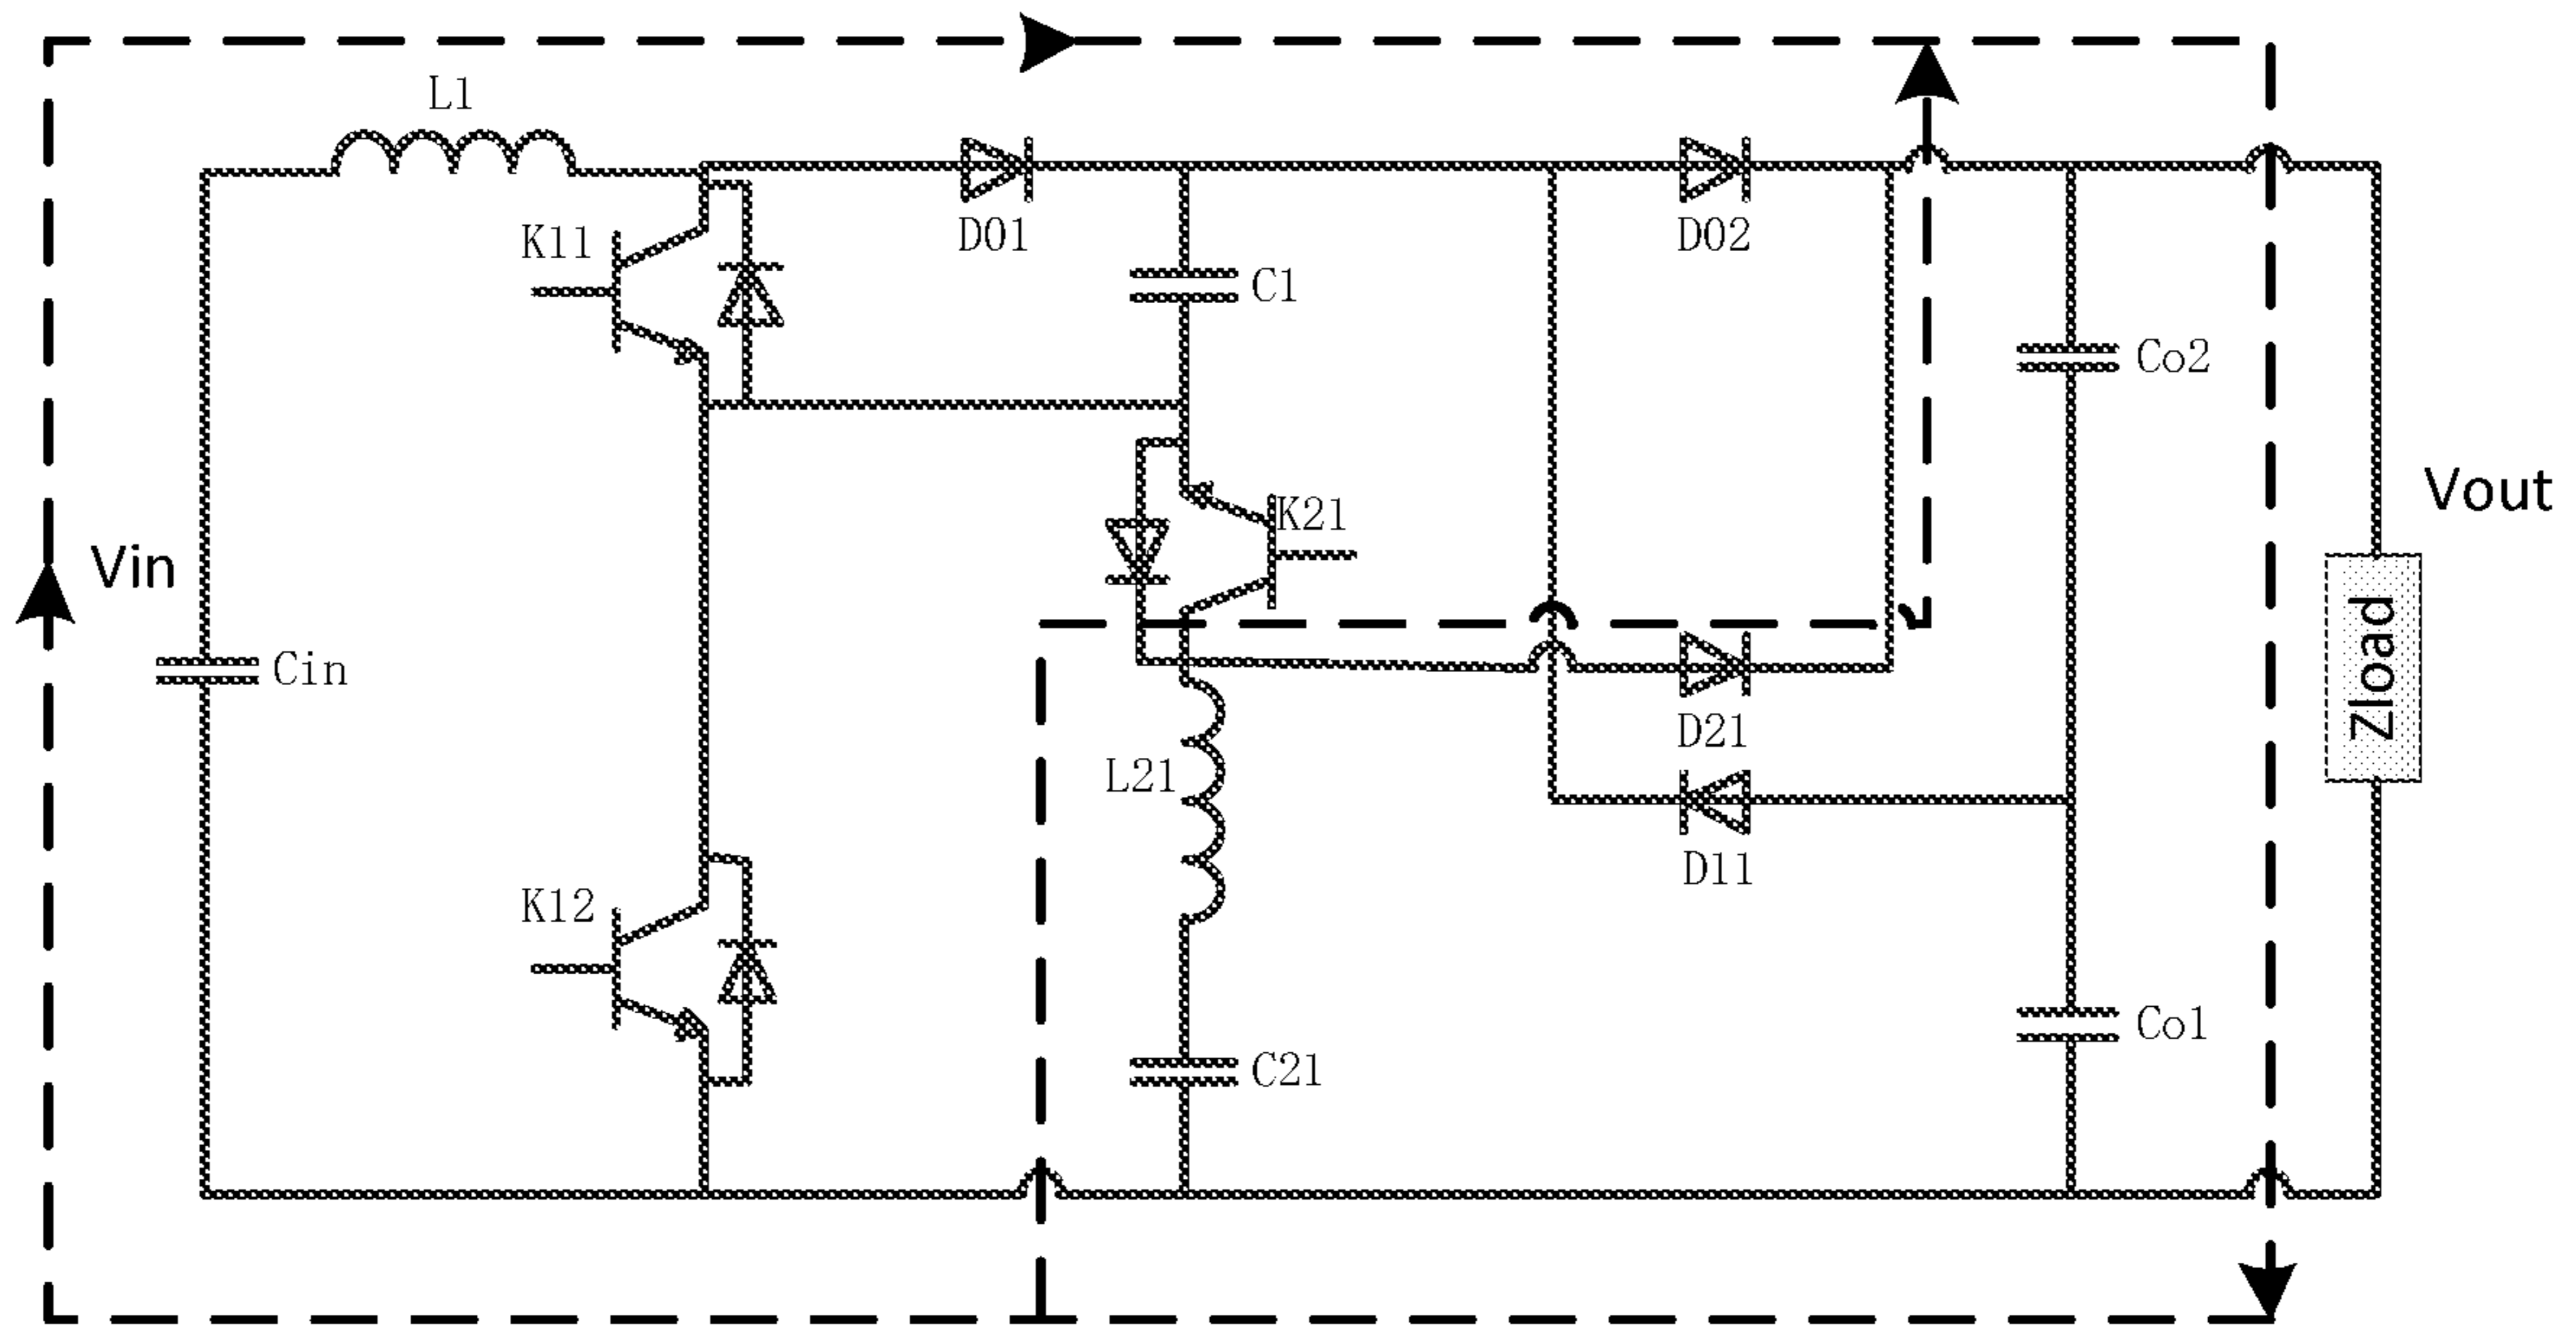 L1
K11
D01
D02
C1
Co2
K21
Vout
Vin
Cin
Zload
D21
L21
D11
K12
Co1
C21